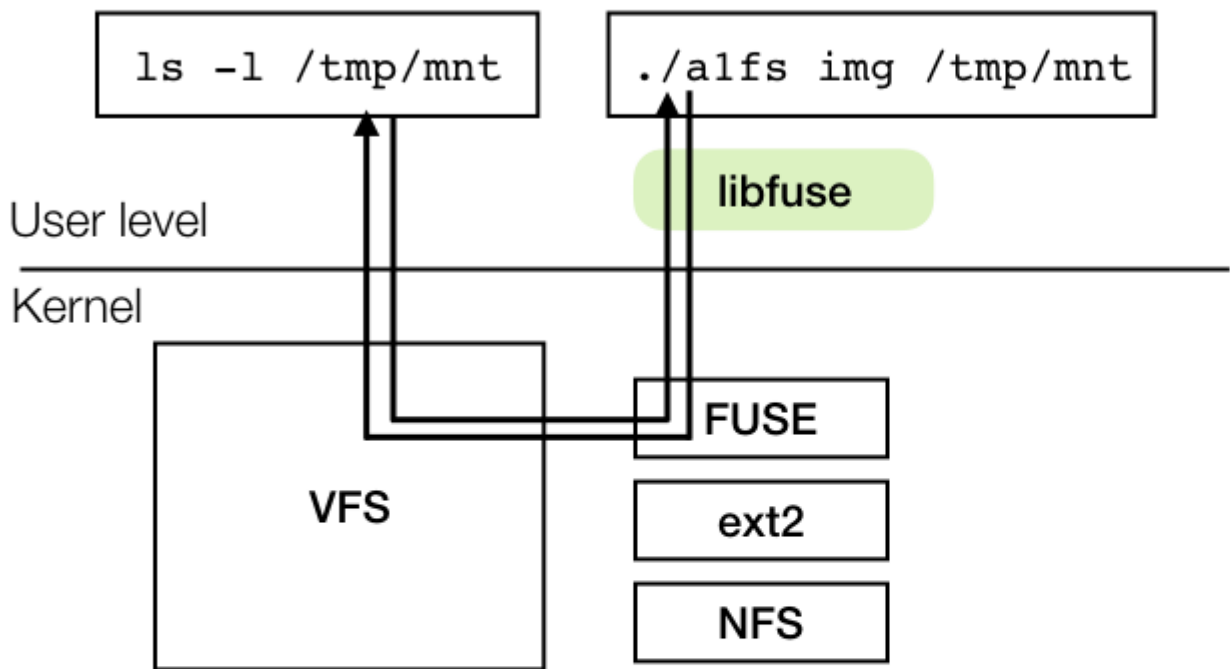 ls -l /tmp/mnt
./a1fs img /tmp/mnt
libfuse
User level
Kernel
FUSE
VFS
ext2
NFS